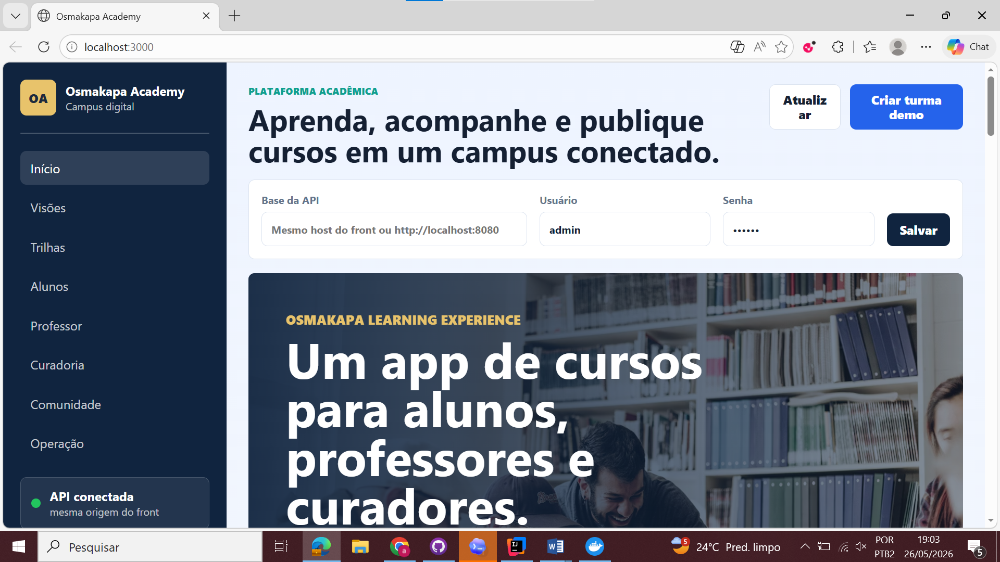 Osmakapa Academy
localhost:3000
Chat
OA
Osmakapa Academy
Campus digital
Início
Visões
Trilhas
Alunos
Professor
Curadoria
Comunidade
Operação
API conectada
mesma origem do front
PLATAFORMA ACADÊMICA
Aprenda, acompanhe e publique
cursos em um campus conectado.
Atualiz
ar
Criar turma
demo
Base da API
Usuário
Senha
Mesmo host do front ou http://localhost:8080
admin
••••••
Salvar
OSMAKAPA LEARNING EXPERIENCE
Um app de cursos
para alunos,
professores e
curadores.
Pesquisar
a
IJ
W
5
24°C Pred. limpo
POR
PTB2
19:03
26/05/2026
5